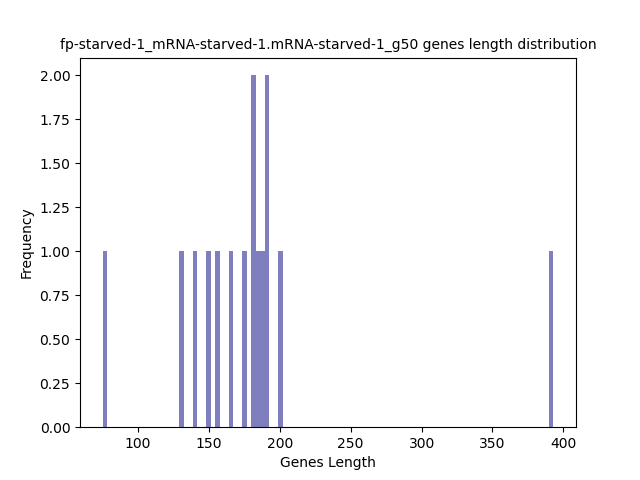 fp-starved-1_mRNA-starved-1.mRNA-starved-1_g50 genes length distribution
2.00
1.75
1.50
1.25
1.00
0.75
0.50
0.25
0.00
Frequency
100 150 200 250 300 350 400
Genes Length